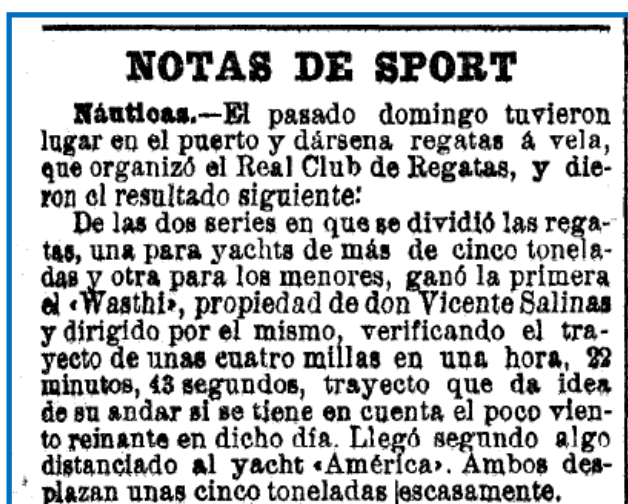 NOTAS DE SPORT
Náuticas.—El pasado domingo tuvieron
lugar en el puerto y dársena regatas á vela,
que organizó el Real Club de Regatas, y die-
ron el resultado siguiente:
De las dos series en que se dividió las rega-
tas, una para yachts de más de cinco tonela-
das y otra para los menores, ganó la primera
el «Wasthi», propiedad de don Vicente Salinas
y dirigido por el mismo, verificando el tra-
yecto de unas cuatro millas en una hora, 22
minutos, 43 segundos, trayecto que da idea
de su andar si se tiene en cuenta el poco vien-
to reinante en dicho día. Llegó segundo algo
distanciado al yacht «América». Ambos des-
plazan unas cinco toneladas escasamente.